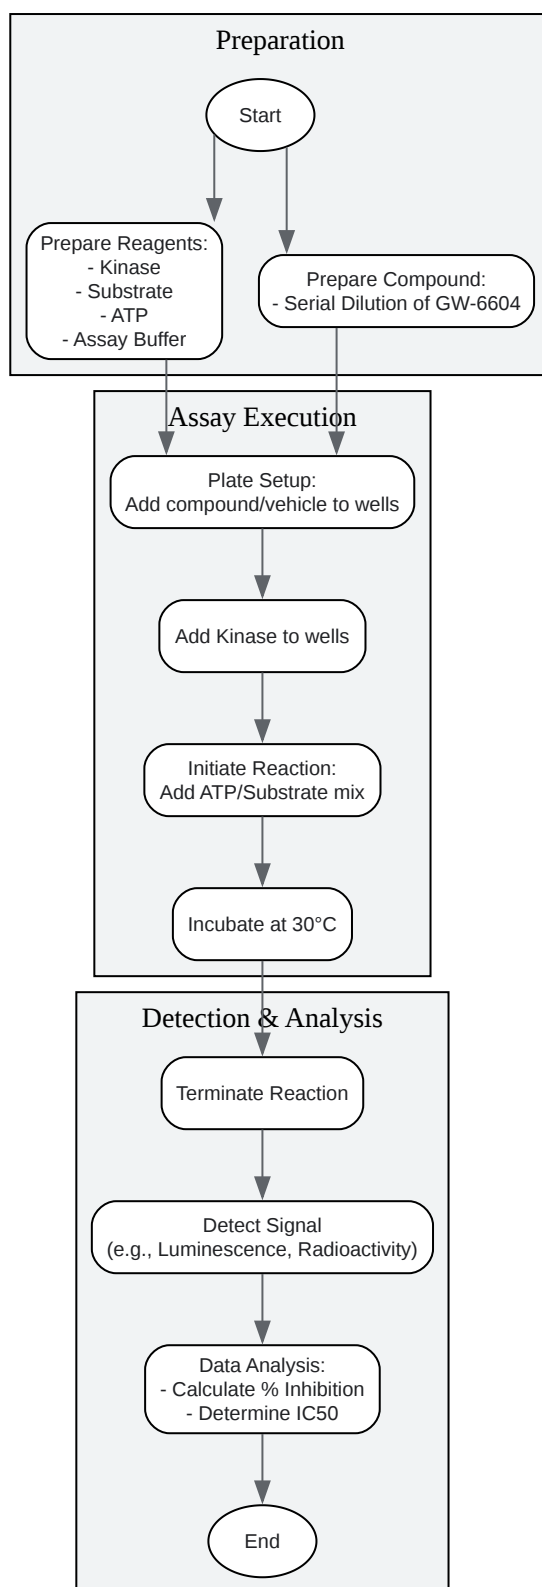 Preparation
Start
Prepare Reagents:
- Kinase
- Substrate
- ATP
- Assay Buffer
Prepare Compound:
- Serial Dilution of GW-6604
Assay Execution
Plate Setup:
Add compound/vehicle to wells
Add Kinase to wells
Initiate Reaction:
Add ATP/Substrate mix
Incubate at 30°C
Detection & Analysis
Terminate Reaction
Detect Signal
(e.g., Luminescence, Radioactivity)
Data Analysis:
- Calculate % Inhibition
- Determine IC50
End